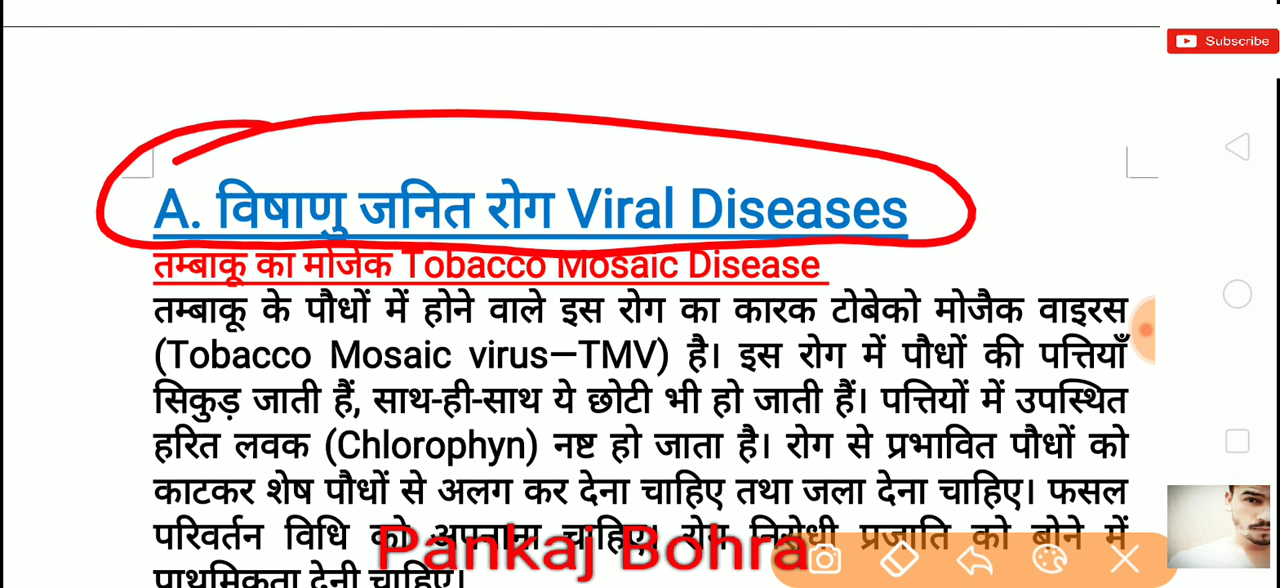 Subscribe
A. विषाणु जनित रोग Viral Diseases
तम्बाकू का मोजेक Tobacco Mosaic Disease
तम्बाकू के पौधों में होने वाले इस रोग का कारक टोबेको मोजैक वाइरस
(Tobacco Mosaic virus—TMV) है। इस रोग में पौधों की पत्तियाँ
सिकुड़ जाती हैं, साथ-ही-साथ ये छोटी भी हो जाती हैं। पत्तियों में उपस्थित
हरित लवक (Chlorophyn) नष्ट हो जाता है। रोग से प्रभावित पौधों को
काटकर शेष पौधों से अलग कर देना चाहिए तथा जला देना चाहिए। फसल
परिवर्तन विधि को अपनाना चाहिए। रोग निरोधी प्रजाति को बोने में
प्राथमिकता देनी चाहिए।
Pankaj Bohra